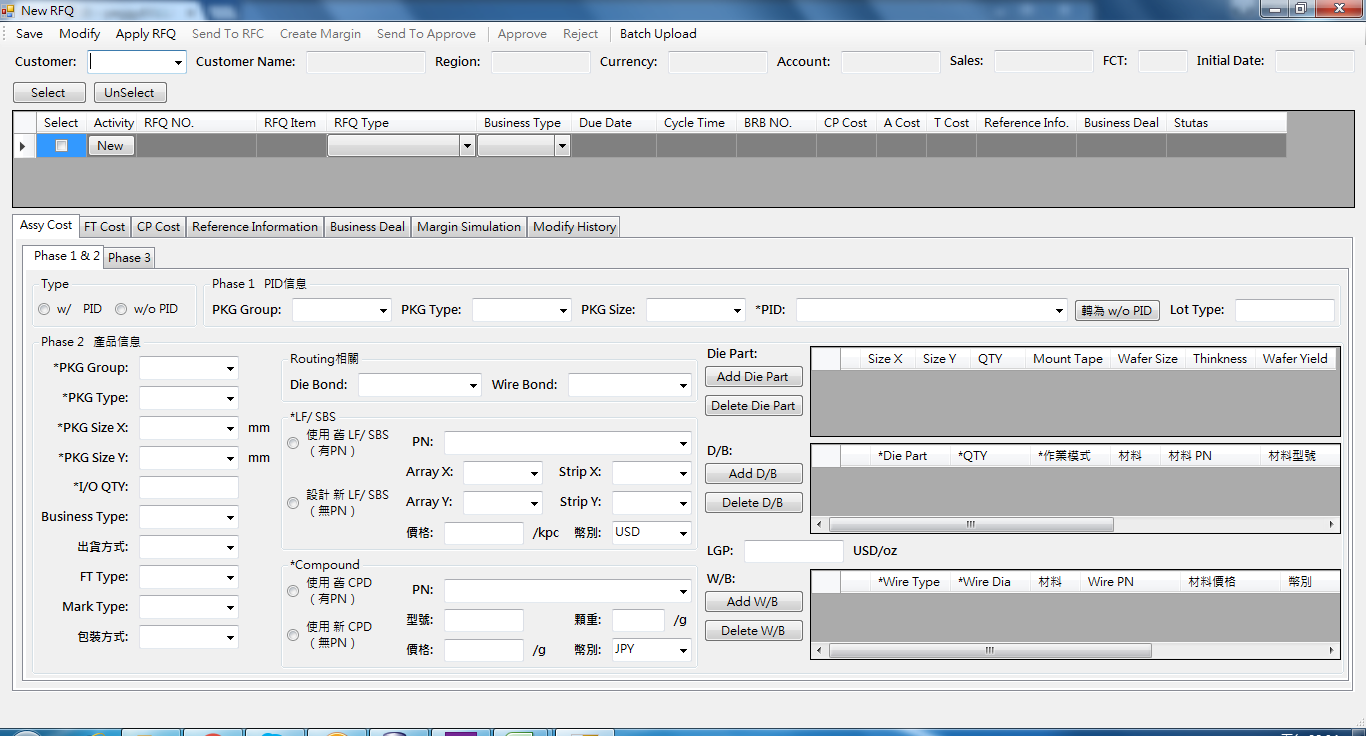 New RFQ
Save Modify Apply RFQ Send To RFC Create Margin Send To Approve Approve Reject Batch Upload
Customer: Customer Name: Region: Currency: Account: Sales: FCT: Initial Date:
Select UnSelect
Select Activity RFQ NO. RFQ Item RFQ Type Business Type Due Date Cycle Time BRB NO. CP Cost A Cost T Cost Reference Info. Business Deal Stutas
New
Assy Cost FT Cost CP Cost Reference Information Business Deal Margin Simulation Modify History
Phase 1 & 2 Phase 3
Type
w/ PID w/o PID
Phase 1 PID信息
PKG Group: PKG Type: PKG Size: *PID: 轉為 w/o PID Lot Type:
Phase 2 產品信息
*PKG Group:
*PKG Type:
*PKG Size X: mm
*PKG Size Y: mm
*I/O QTY:
Business Type:
出貨方式:
FT Type:
Mark Type:
包裝方式:
Routing相關
Die Bond: Wire Bond:
*LF/ SBS
使用 舊 LF/ SBS
(有PN)
PN:
Array X: Strip X:
設計 新 LF/ SBS
(無PN)
Array Y: Strip Y:
價格: /kpc 幣別: USD
*Compound
使用 舊 CPD
(有PN)
PN:
型號: 顆重: /g
使用 新 CPD
(無PN)
價格: /g 幣別: JPY
Die Part:
Add Die Part
Delete Die Part
Size X Size Y QTY Mount Tape Wafer Size Thinkness Wafer Yield
D/B:
Add D/B
Delete D/B
*Die Part *QTY *作業模式 材料 材料 PN 材料型號
LGP: USD/oz
W/B:
Add W/B
Delete W/B
*Wire Type *Wire Dia 材料 Wire PN 材料價格 幣別